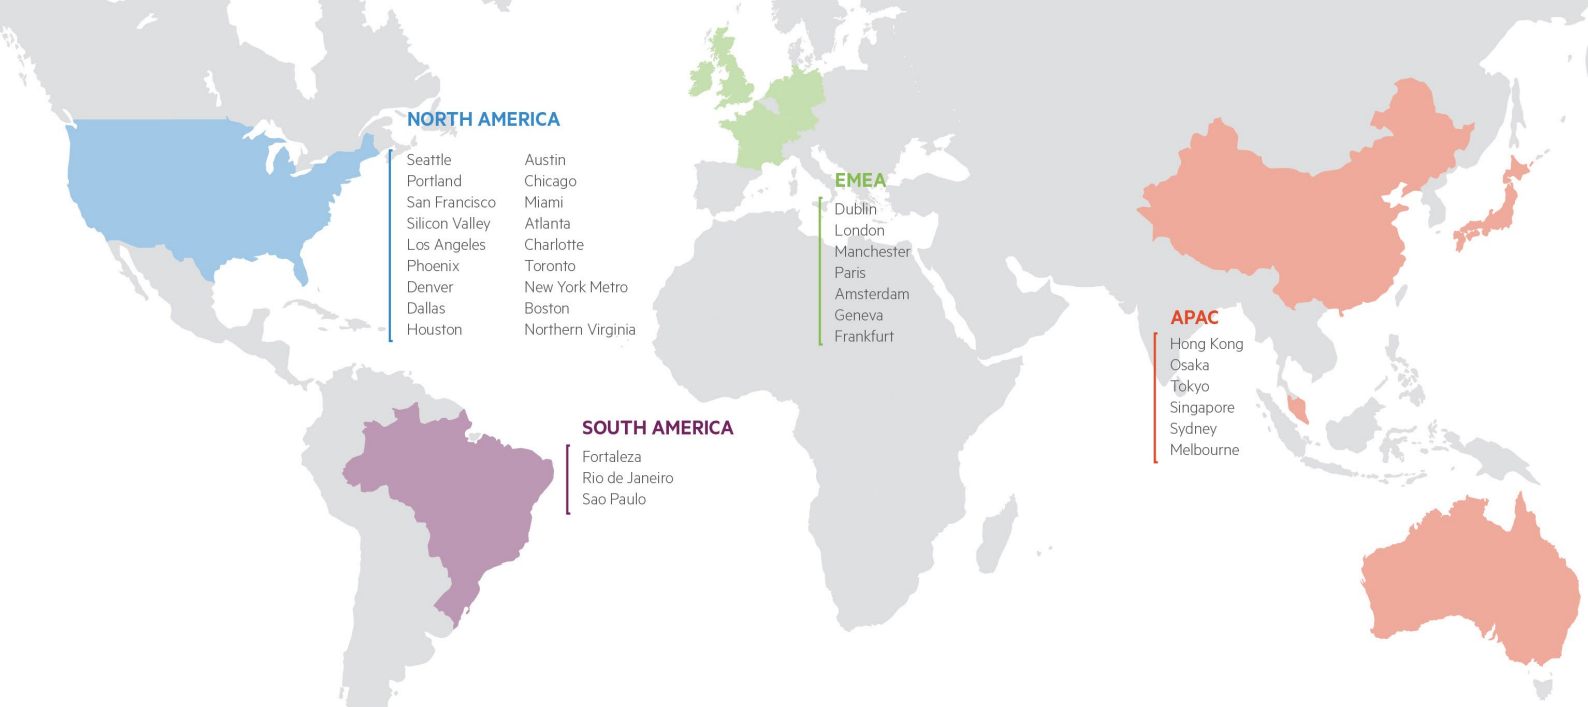 NORTH AMERICA
Seattle
Portland
San Francisco
Silicon Valley
Los Angeles
Phoenix
Denver
Dallas
Houston
Austin
Chicago
Miami
Atlanta
Charlotte
Toronto
New York Metro
Boston
Northern Virginia
EMEA
Dublin
London
Manchester
Paris
Amsterdam
Geneva
Frankfurt
APAC
Hong Kong
Osaka
Tokyo
Singapore
Sydney
Melbourne
SOUTH AMERICA
Fortaleza
Rio de Janeiro
Sao Paulo